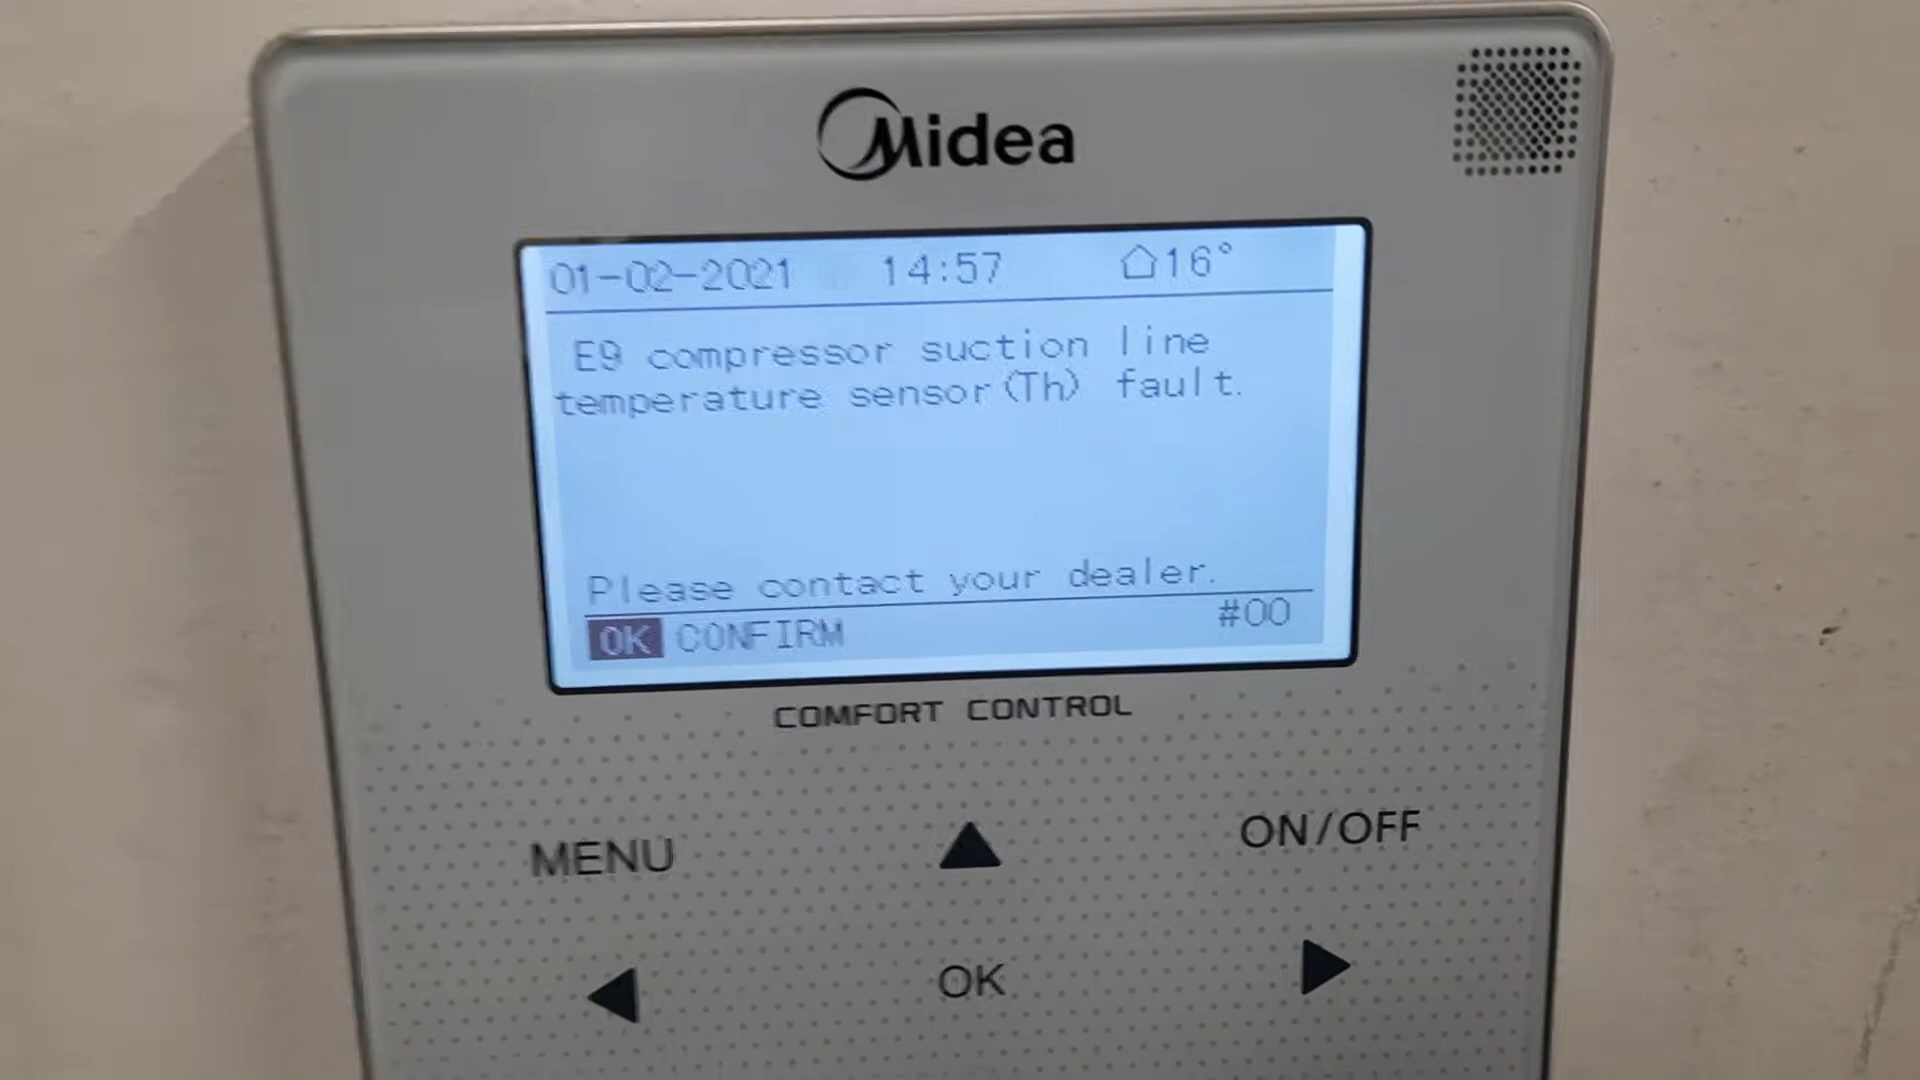 Midea
01-02-2021 14:57 16°
E9 compressor suction line
temperature sensor(Th) fault.
Please contact your dealer.
OK CONFIRM #00
COMFORT CONTROL
MENU
ON/OFF
OK